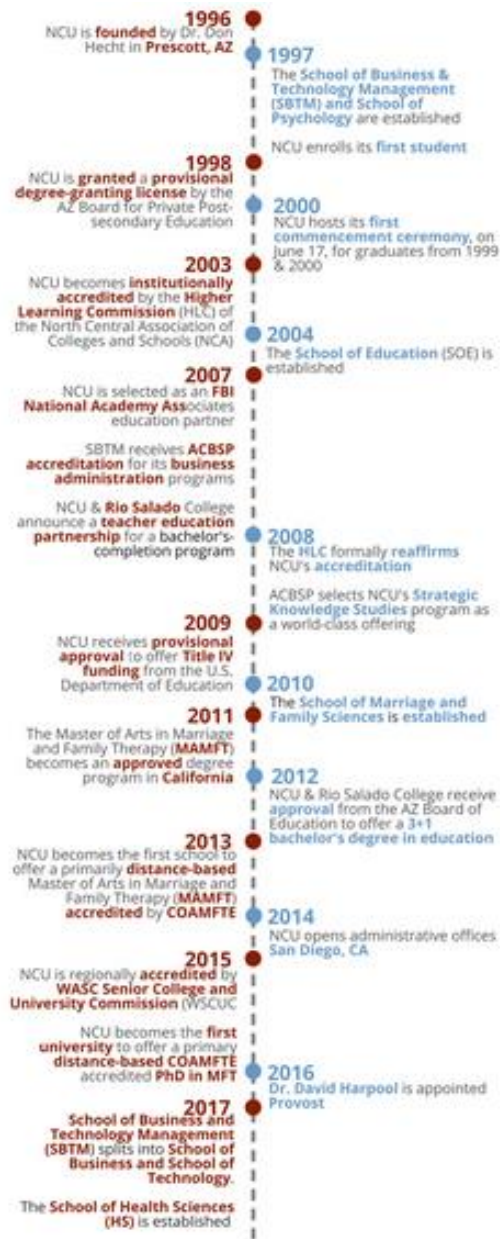 1996
NCU is founded by Dr. Don
Hecht in Prescott, AZ
1997
The School of Business &
Technology Management
(SBTM) and School of
Psychology are established
NCU enrolls its first student
1998
NCU is granted a provisional
degree-granting license by the
AZ Board for Private Post-
secondary Education
2000
NCU hosts its first
commencement ceremony, on
June 17, for graduates from 1999
& 2000
2003
NCU becomes institutionally
accredited by the Higher
Learning Commission (HLC) of
the North Central Association of
Colleges and Schools (NCA)
2004
The School of Education (SOE) is
established
2007
NCU is selected as an FBI
National Academy Associates
education partner
SBTM receives ACBSP
accreditation for its business
administration programs
NCU & Rio Salado College
announce a teacher education
partnership for a bachelor's-
completion program
2008
The HLC formally reaffirms
NCU's accreditation
ACBSP selects NCU's Strategic
Knowledge Studies program as
a world-class offering
2009
NCU receives provisional
approval to offer Title IV
funding from the U.S.
Department of Education
2010
The School of Marriage and
Family Sciences is established
2011
The Master of Arts in Marriage
and Family Therapy (MAMFT)
becomes an approved degree
program in California
2012
NCU & Rio Salado College receive
approval from the AZ Board of
Education to offer a 3+1
bachelor's degree in education
2013
NCU becomes the first school to
offer a primarily distance-based
Master of Arts in Marriage and
Family Therapy (MAMFT)
accredited by COAMFTE
2014
NCU opens administrative offices
San Diego, CA
2015
NCU is regionally accredited by
WASC Senior College and
University Commission (WSCUC
NCU becomes the first
university to offer a primary
distance-based COAMFTE
accredited PhD in MFT
2016
Dr. David Harpool is appointed
Provost
2017
School of Business and
Technology Management
(SBTM) splits into School of
Business and School of
Technology.
The School of Health Sciences
(HS) is established